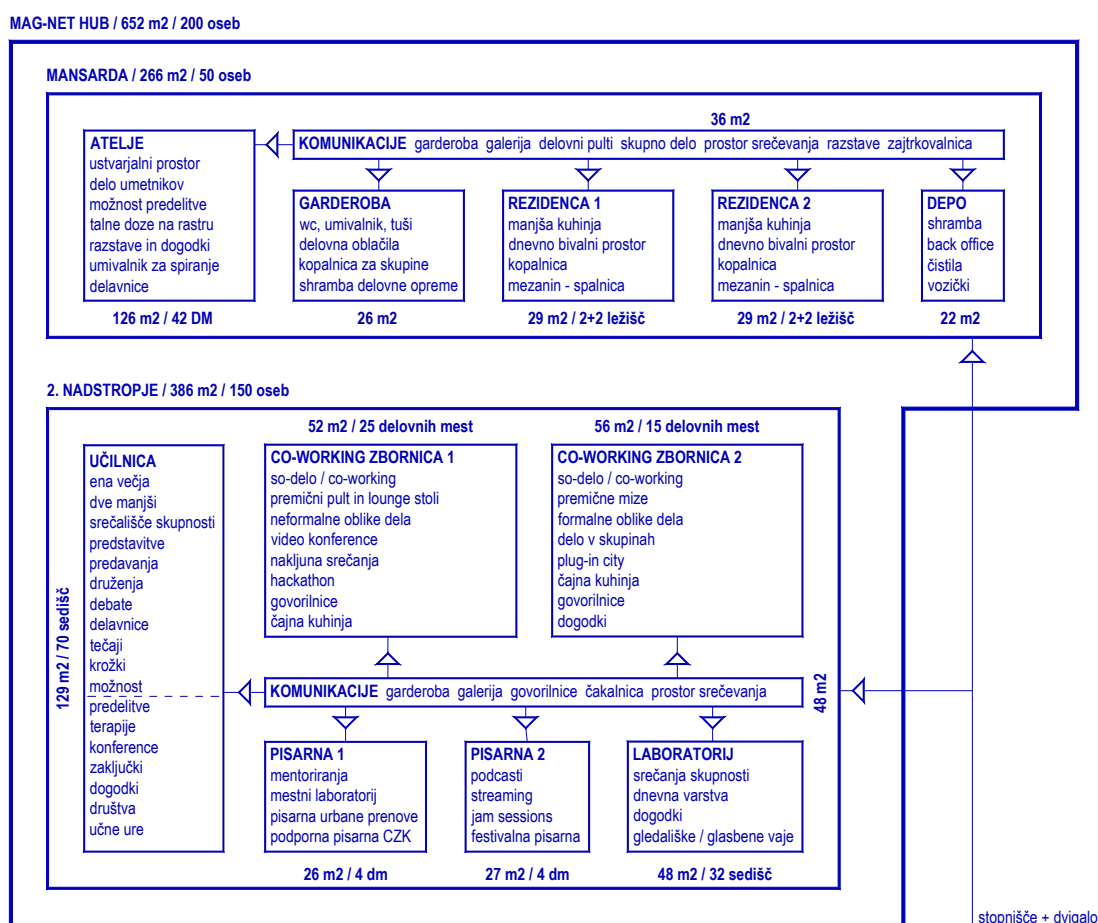 MAG-NET HUB / 652 m2 / 200 oseb
MANSARDA / 266 m2 / 50 oseb
36 m2
ATELJE
ustvarjalni prostor
delo umetnikov
možnost predelitve
talne doze na rastru
razstave in dogodki
umivalnik za spiranje
delavnice
126 m2 / 42 DM
KOMUNIKACIJE garderoba galerija delovni pulti skupno delo prostor srečevanja razstave zajtrkovalnica
GARDEROBA
wc, umivalnik, tuši
delovna oblačila
kopalnica za skupine
shramba delovne opreme
26 m2
REZIDENCA 1
manjša kuhinja
dnevno bivalni prostor
kopalnica
mezanin - spalnica
29 m2 / 2+2 ležišč
REZIDENCA 2
manjša kuhinja
dnevno bivalni prostor
kopalnica
mezanin - spalnica
29 m2 / 2+2 ležišč
DEPO
shramba
back office
čistila
vozički
22 m2
2. NADSTROPJE / 386 m2 / 150 oseb
129 m2 / 70 sedišč
UČILNICA
ena večja
dve manjši
srečališče skupnosti
predstavitve
predavanja
druženja
debate
delavnice
tečaji
krožki
možnost
predelitve
terapije
konference
zaključki
dogodki
društva
učne ure
52 m2 / 25 delovnih mest
CO-WORKING ZBORNICA 1
so-delo / co-working
premični pult in lounge stoli
neformalne oblike dela
video konference
nakljuna srečanja
hackathon
govorilnice
čajna kuhinja
56 m2 / 15 delovnih mest
CO-WORKING ZBORNICA 2
so-delo / co-working
premične mize
formalne oblike dela
delo v skupinah
plug-in city
čajna kuhinja
govorilnice
dogodki
KOMUNIKACIJE garderoba galerija govorilnice čakalnica prostor srečevanja
48 m2
PISARNA 1
mentoriranja
mestni laboratorij
pisarna urbane prenove
podporna pisarna CZK
26 m2 / 4 dm
PISARNA 2
podcasti
streaming
jam sessions
festivalna pisarna
27 m2 / 4 dm
LABORATORIJ
srečanja skupnosti
dnevna varstva
dogodki
gledališke / glasbene vaje
48 m2 / 32 sedišč
stopnišče + dvigalo